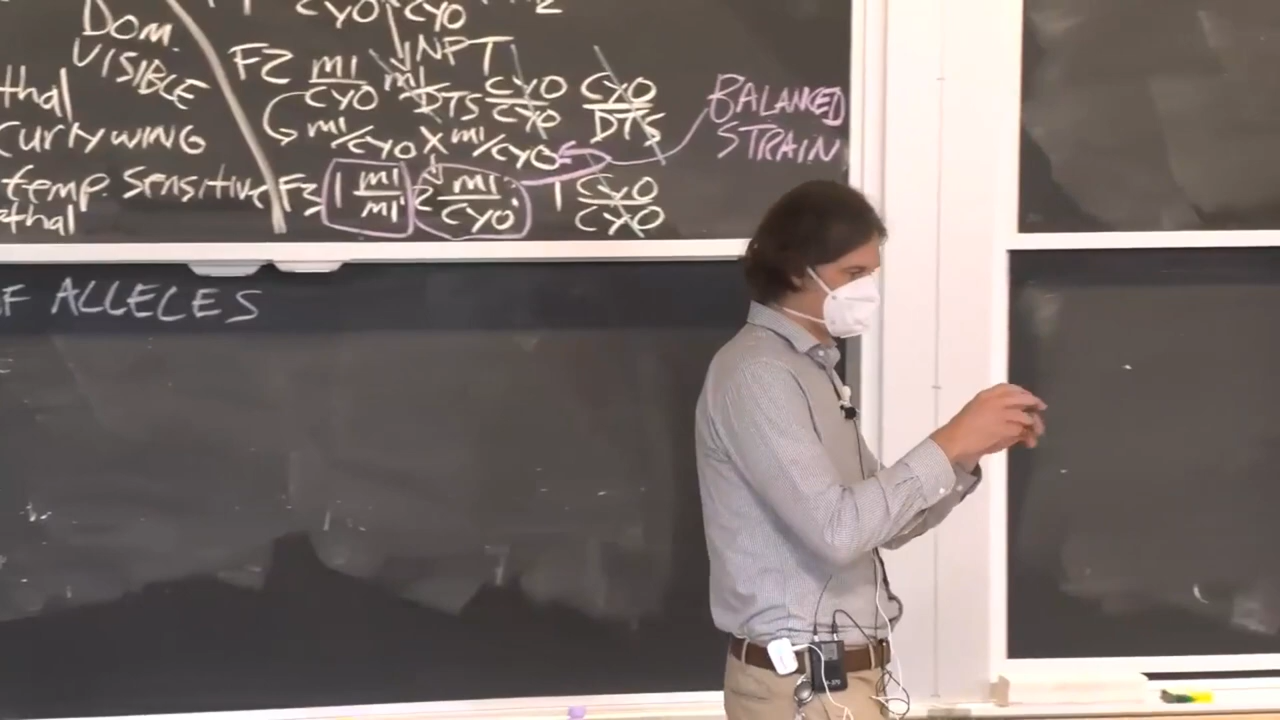 CYO CYO
DOM.
VISIBLE
F2 m1/CYO m1/DTS CYO/CYO CYO/DTS
NPT
thal
Curly wing
m1/CYO X m1/CYO
BALANCED
STRAIN
temp. Sensitive
thal
F3 1 m1/m1 2 m1/CYO 1 CYO/CYO
F ALLELES